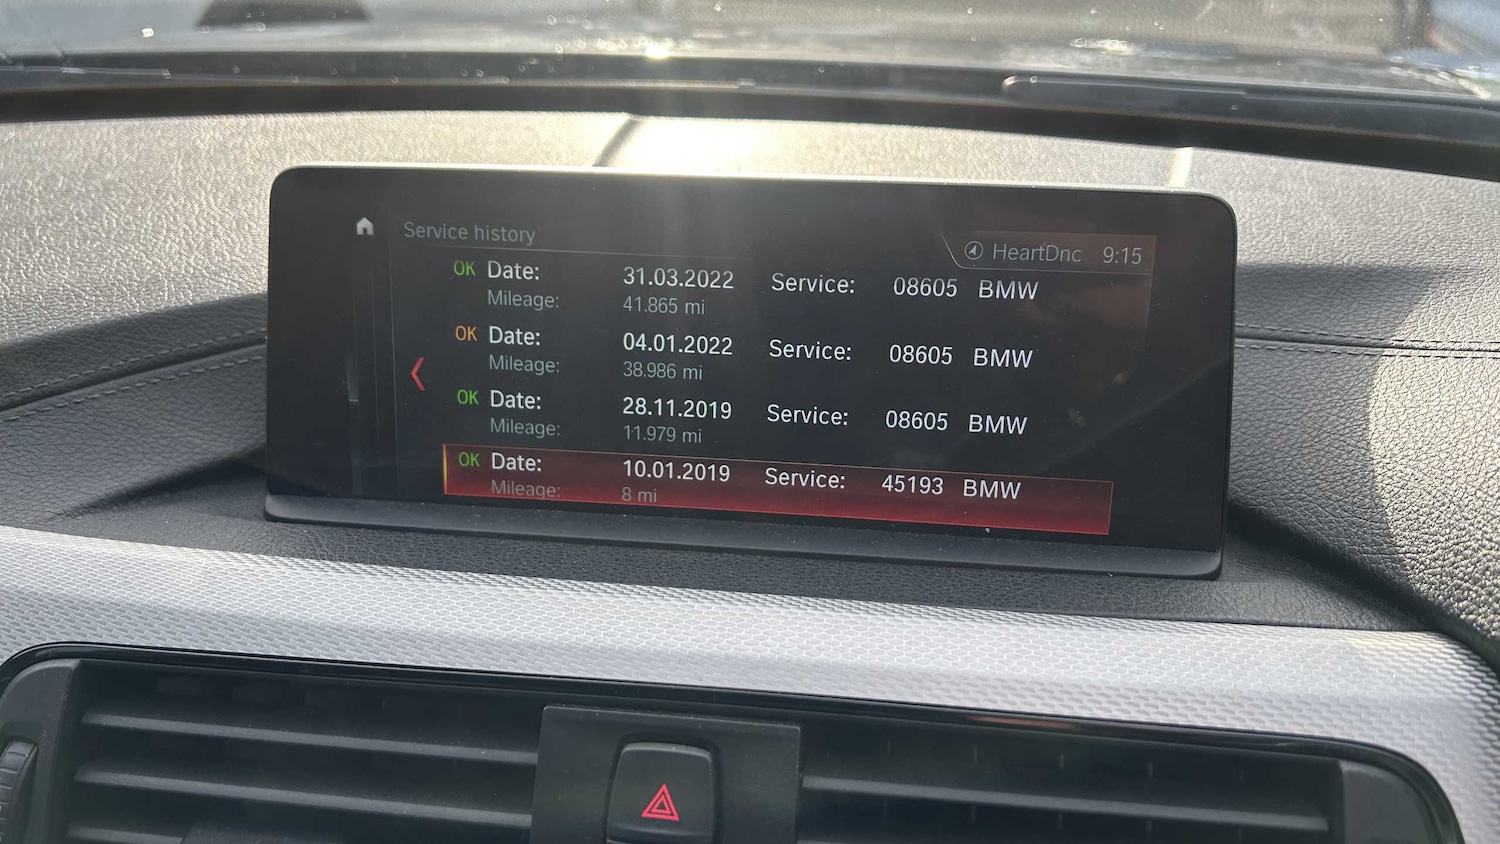 Service history
HeartDnc 9:15
OK Date: 31.03.2022 Service: 08605 BMW
Mileage: 41.865 mi
OK Date: 04.01.2022 Service: 08605 BMW
Mileage: 38.986 mi
OK Date: 28.11.2019 Service: 08605 BMW
Mileage: 11.979 mi
OK Date: 10.01.2019 Service: 45193 BMW
Mileage: 8 mi